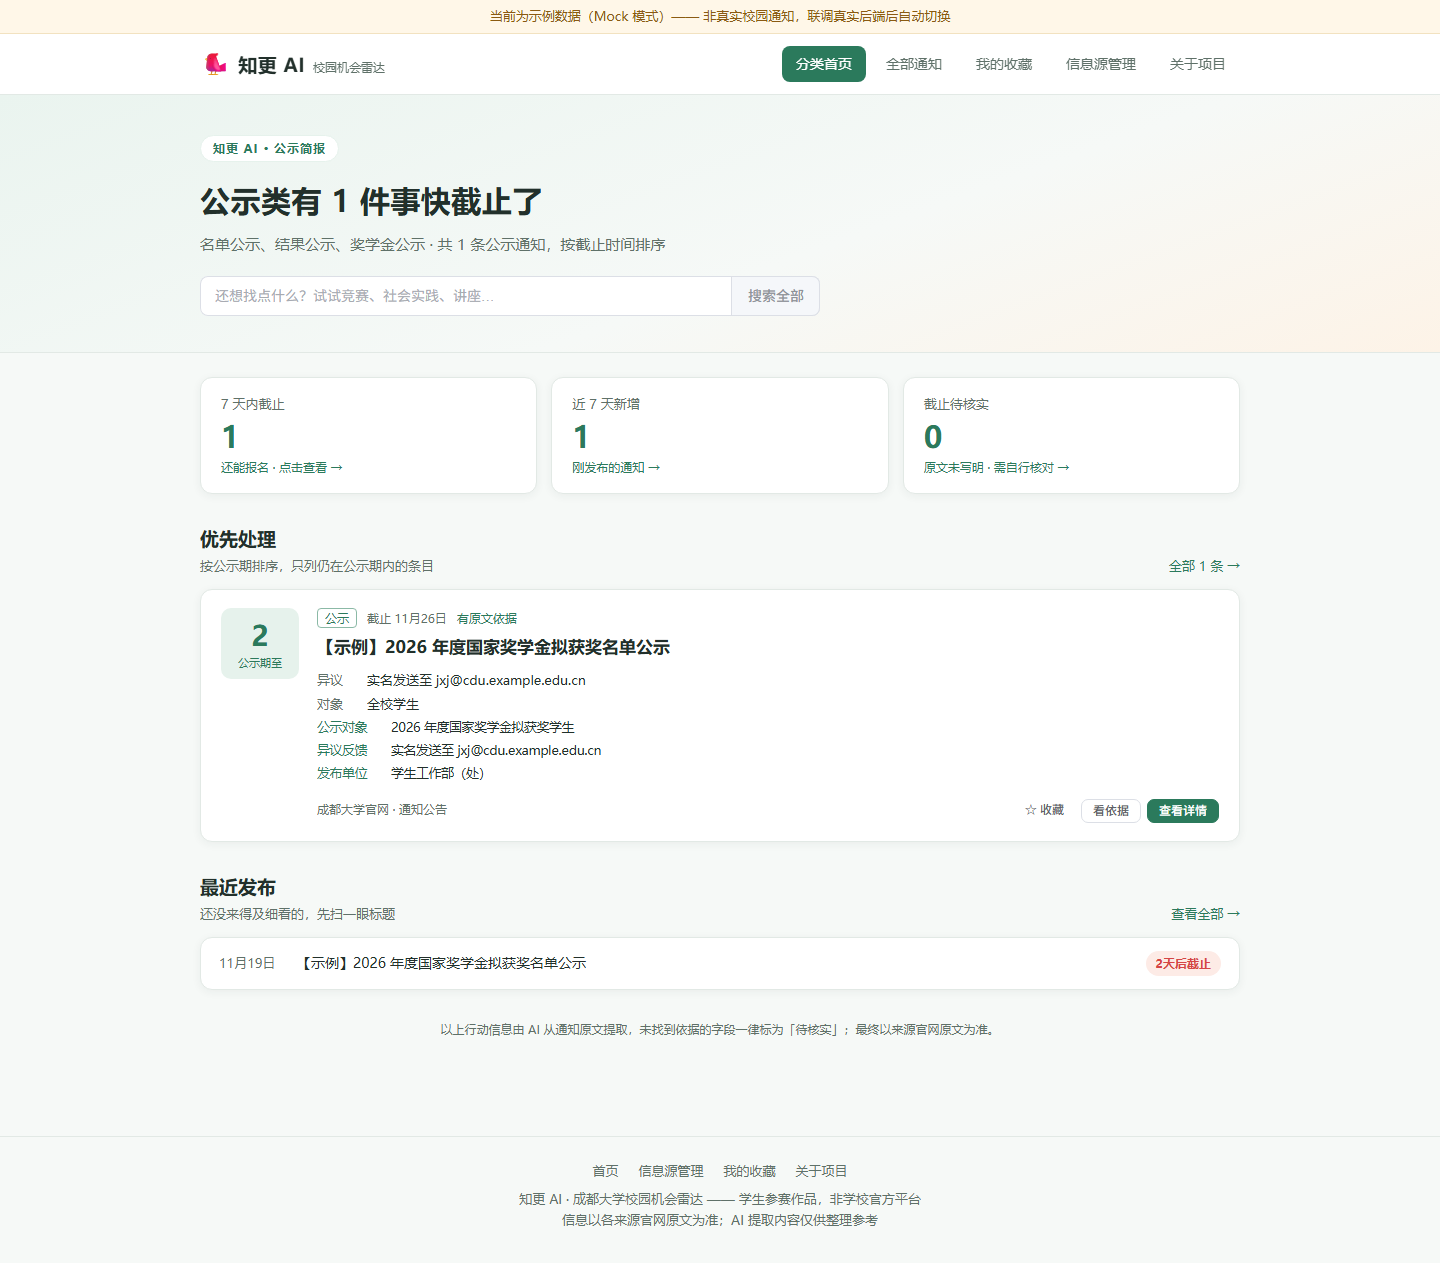 当前为示例数据（Mock 模式）—— 非真实校园通知，联调真实后端后自动切换
知更 AI 校园机会雷达
分类首页 全部通知 我的收藏 信息源管理 关于项目
知更 AI • 公示简报
公示类有 1 件事快截止了
名单公示、结果公示、奖学金公示 · 共 1 条公示通知，按截止时间排序
还想找点什么？试试竞赛、社会实践、讲座... 搜索全部
7 天内截止
1
还能报名 · 点击查看 →
近 7 天新增
1
刚发布的通知 →
截止待核实
0
原文未写明 · 需自行核对 →
优先处理
按公示期排序，只列仍在公示期内的条目 全部 1 条 →
2
公示期至
公示 截止 11月26日 有原文依据
【示例】2026 年度国家奖学金拟获奖名单公示
异议 实名发送至 jxj@cdu.example.edu.cn
对象 全校学生
公示对象 2026 年度国家奖学金拟获奖学生
异议反馈 实名发送至 jxj@cdu.example.edu.cn
发布单位 学生工作部（处）
成都大学官网 · 通知公告 ☆ 收藏 看依据 查看详情
最近发布
还没来得及细看的，先扫一眼标题 查看全部 →
11月19日 【示例】2026 年度国家奖学金拟获奖名单公示 2天后截止
以上行动信息由 AI 从通知原文提取，未找到依据的字段一律标为「待核实」；最终以来源官网原文为准。
首页 信息源管理 我的收藏 关于项目
知更 AI · 成都大学校园机会雷达 —— 学生参赛作品，非学校官方平台
信息以各来源官网原文为准；AI 提取内容仅供整理参考